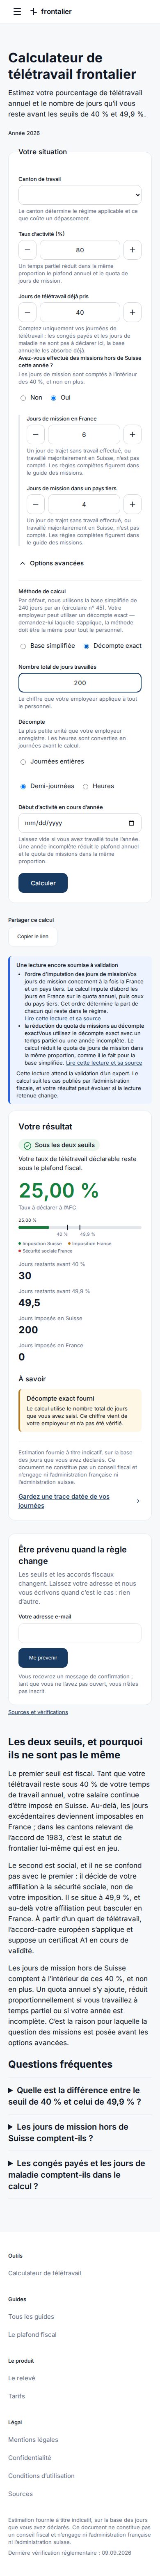 frontalier
Calculateur de
télétravail frontalier
Estimez votre pourcentage de télétravail
annuel et le nombre de jours qu'il vous
reste avant les seuils de 40 % et 49,9 %.
Année 2026
Votre situation
Canton de travail
Le canton détermine le régime applicable et ce
que coûte un dépassement.
Taux d'activité (%)
80
Un temps partiel réduit dans la même
proportion le plafond annuel et le quota de
jours de mission.
Jours de télétravail déjà pris
40
Comptez uniquement vos journées de
télétravail : les congés payés et les jours de
maladie ne sont pas à déclarer ici, la base
annuelle les absorbe déjà.
Avez-vous effectué des missions hors de Suisse
cette année ?
Les jours de mission sont comptés à l'intérieur
des 40 %, et non en plus.
Non
Oui
Jours de mission en France
6
Un jour de trajet sans travail effectué, ou
travaillé majoritairement en Suisse, n'est pas
compté. Les règles complètes figurent dans
le guide des missions.
Jours de mission dans un pays tiers
4
Un jour de trajet sans travail effectué, ou
travaillé majoritairement en Suisse, n'est pas
compté. Les règles complètes figurent dans
le guide des missions.
Options avancées
Méthode de calcul
Par défaut, nous utilisons la base simplifiée de
240 jours par an (circulaire n° 45). Votre
employeur peut utiliser un décompte exact —
demandez-lui laquelle s'applique, la méthode
doit être la même pour tout le personnel.
Base simplifiée
Décompte exact
Nombre total de jours travaillés
200
Le chiffre que votre employeur applique à tout
le personnel.
Décompte
La plus petite unité que votre employeur
enregistre. Les heures sont converties en
journées avant le calcul.
Journées entières
Demi-journées
Heures
Début d'activité en cours d'année
mm/dd/yyyy
Laissez vide si vous avez travaillé toute l'année.
Une année incomplète réduit le plafond annuel
et le quota de missions dans la même
proportion.
Calculer
Partager ce calcul
Copier le lien
Une lecture encore soumise à validation
l'ordre d'imputation des jours de missionVos
jours de mission concernent à la fois la France
et un pays tiers. Le calcul impute d'abord les
jours en France sur le quota annuel, puis ceux
du pays tiers. Cet ordre détermine la part de
chacun qui reste dans le régime.
Lire cette lecture et sa source
la réduction du quota de missions au décompte
exactVous utilisez le décompte exact avec un
temps partiel ou une année incomplète. Le
calcul réduit le quota de jours de mission dans
la même proportion, comme il le fait pour la
base simplifiée. Lire cette lecture et sa source
Cette lecture attend la validation d'un expert. Le
calcul qui les cas publiés par l'administration
fiscale, et votre résultat peut évoluer si la lecture
retenue change.
Votre résultat
Sous les deux seuils
Votre taux de télétravail déclarable reste
sous le plafond fiscal.
25,00 %
Taux à déclarer à l'AFC
25,00 %
40 %
49,9 %
Imposition Suisse
Imposition France
Sécurité sociale France
Jours restants avant 40 %
30
Jours restants avant 49,9 %
49,5
Jours imposés en Suisse
200
Jours imposés en France
0
À savoir
Décompte exact fourni
Le calcul utilise le nombre total de jours
que vous avez saisi. Ce chiffre vient de
votre employeur et n'a pas été vérifié.
Estimation fournie à titre indicatif, sur la base
des jours que vous avez déclarés. Ce
document ne constitue pas un conseil fiscal et
n'engage ni l'administration française ni
l'administration suisse.
Gardez une trace datée de vos
journées
Être prévenu quand la règle
change
Les seuils et les accords fiscaux
changent. Laissez votre adresse et nous
vous écrivons quand c'est le cas : rien
d'autre.
Votre adresse e-mail
Me prévenir
Vous recevrez un message de confirmation ;
tant que vous ne l'avez pas ouvert, vous n'êtes
pas inscrit.
Sources et vérifications
Les deux seuils, et pourquoi
ils ne sont pas le même
Le premier seuil est fiscal. Tant que votre
télétravail reste sous 40 % de votre temps
de travail annuel, votre salaire continue
d'être imposé en Suisse. Au-delà, les jours
excédentaires deviennent imposables en
France ; dans les cantons relevant de
l'accord de 1983, c'est le statut de
frontalier lui-même qui est en jeu.
Le second est social, et il ne se confond
pas avec le premier : il décide de votre
affiliation à la sécurité sociale, non de
votre imposition. Il se situe à 49,9 %, et
au-delà votre affiliation peut basculer en
France. À partir d'un quart de télétravail,
l'accord-cadre européen s'applique et
suppose un certificat A1 en cours de
validité.
Les jours de mission hors de Suisse
comptent à l'intérieur de ces 40 %, et non
en plus. Un quota annuel s'y ajoute, réduit
proportionnellement si vous travaillez à
temps partiel ou si votre année est
incomplète. C'est la raison pour laquelle la
question des missions est posée avant les
options avancées.
Questions fréquentes
Quelle est la différence entre le
seuil de 40 % et celui de 49,9 % ?
Les jours de mission hors de
Suisse comptent-ils ?
Les congés payés et les jours de
maladie comptent-ils dans le
calcul ?
Outils
Calculateur de télétravail
Guides
Tous les guides
Le plafond fiscal
Le produit
Le relevé
Tarifs
Légal
Mentions légales
Confidentialité
Conditions d'utilisation
Sources
Estimation fournie à titre indicatif, sur la base des jours
que vous avez déclarés. Ce document ne constitue pas
un conseil fiscal et n'engage ni l'administration française
ni l'administration suisse.
Dernière vérification réglementaire : 09.09.2026